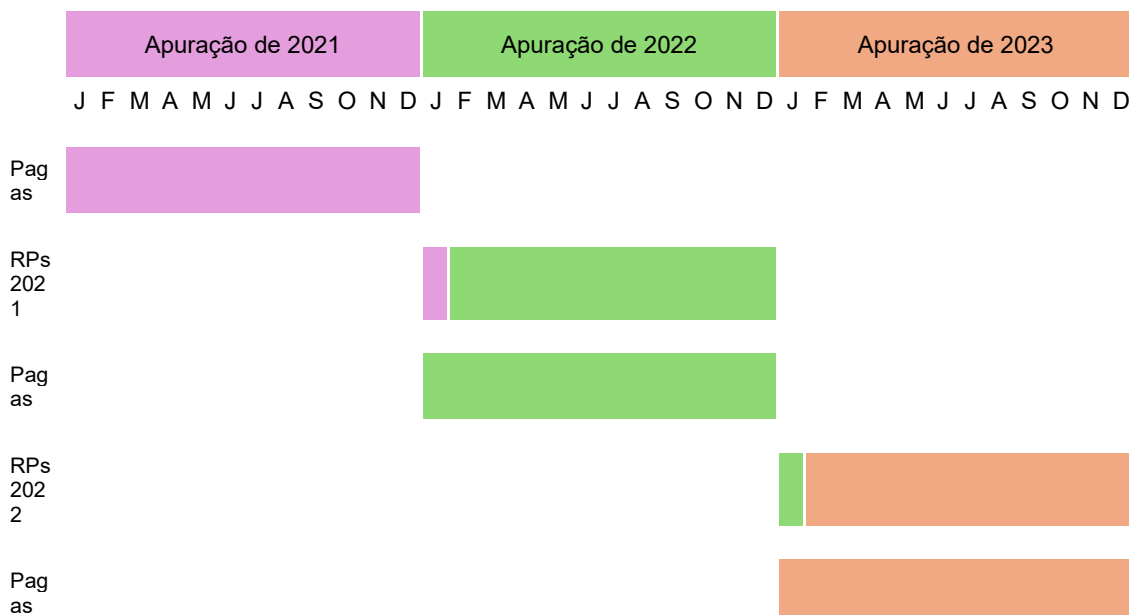 Apuração de 2021 Apuração de 2022 Apuração de 2023
J F M A M J J A S O N D J F M A M J J A S O N D J F M A M J J A S O N D
Pag
as
RPs
202
1
Pag
as
RPs
202
2
Pag
as